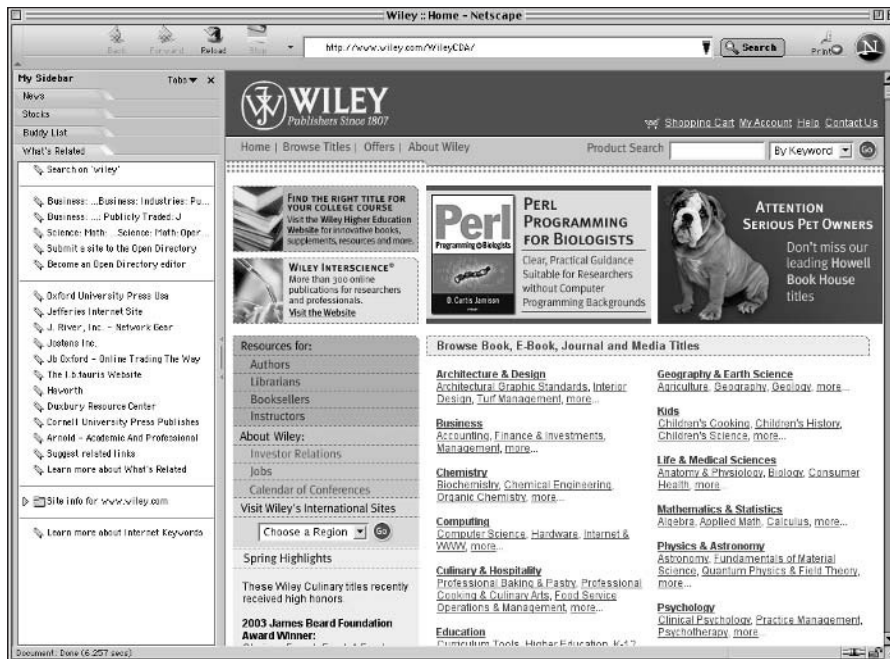 Wiley :: Home - Netscape
Back Forward Reload Stop
http://www.wiley.com/WileyCDA/
Search
Print
N
My Sidebar
Tabs
News
Stocks
Buddy List
What's Related
Search on 'wiley'
Business: ...Business: Industries: Pu...
Business: ....: Publicly Traded: J
Science: Math: ...Science: Math: Oper...
Submit a site to the Open Directory
Become an Open Directory editor
Oxford University Press Usa
Jefferies Internet Site
J. River, Inc. - Network Gear
Jostens Inc.
Jb Oxford - Online Trading The Way
The I.b.tauris Website
Haworth
Duxbury Resource Center
Cornell University Press Publishes
Arnold - Academic And Professional
Suggest related links
Learn more about What's Related
Site info for www.wiley.com
Learn more about Internet Keywords
WILEY
Publishers Since 1807
Shopping Cart My Account Help Contact Us
Home | Browse Titles | Offers | About Wiley
Product Search
By Keyword
Go
FIND THE RIGHT TITLE FOR
YOUR COLLEGE COURSE
Visit the Wiley Higher Education
Website for innovative books,
supplements, resources and more.
WILEY INTERSCIENCE®
More than 300 online
publications for researchers
and professionals.
Visit the Website
Perl
Programming for Biologists
D. Curtis Jamison
PERL
PROGRAMMING
FOR BIOLOGISTS
Clear, Practical Guidance
Suitable for Researchers
without Computer
Programming Backgrounds
ATTENTION
SERIOUS PET OWNERS
Don't miss our
leading Howell
Book House
titles
Resources for:
Authors
Librarians
Booksellers
Instructors
About Wiley:
Investor Relations
Jobs
Calendar of Conferences
Visit Wiley's International Sites
Choose a Region
Go
Spring Highlights
These Wiley Culinary titles recently
received high honors
2003 James Beard Foundation
Award Winner:
Browse Book, E-Book, Journal and Media Titles
Architecture & Design
Architectural Graphic Standards, Interior
Design, Turf Management, more...
Business
Accounting, Finance & Investments,
Management, more...
Chemistry
Biochemistry, Chemical Engineering,
Organic Chemistry, more...
Computing
Computer Science, Hardware, Internet &
WWW, more...
Culinary & Hospitality
Professional Baking & Pastry, Professional
Cooking & Culinary Arts, Food Service
Operations & Management, more...
Education
Curriculum Tools, Higher Education, K-12
Geography & Earth Science
Agriculture, Geography, Geology, more...
Kids
Children's Cooking, Children's History,
Children's Science, more...
Life & Medical Sciences
Anatomy & Physiology, Biology, Consumer
Health, more...
Mathematics & Statistics
Algebra, Applied Math, Calculus, more...
Physics & Astronomy
Astronomy, Fundamentals of Material
Science, Quantum Physics & Field Theory,
more...
Psychology
Clinical Psychology, Practice Management,
Psychotherapy, more...
Document: Done (6.257 secs)